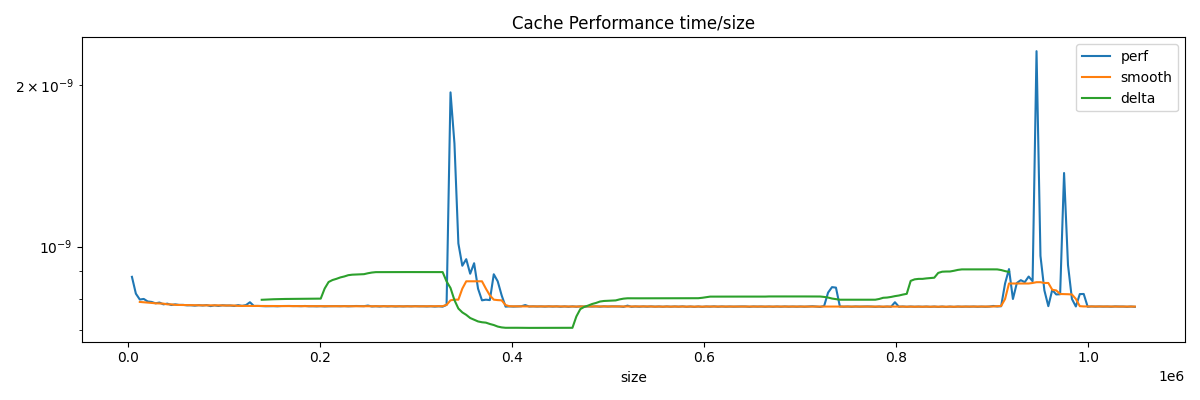 Cache Performance time/size
2 × 10⁻⁹
10⁻⁹
perf
smooth
delta
0.0 0.2 0.4 0.6 0.8 1.0
size
1e6